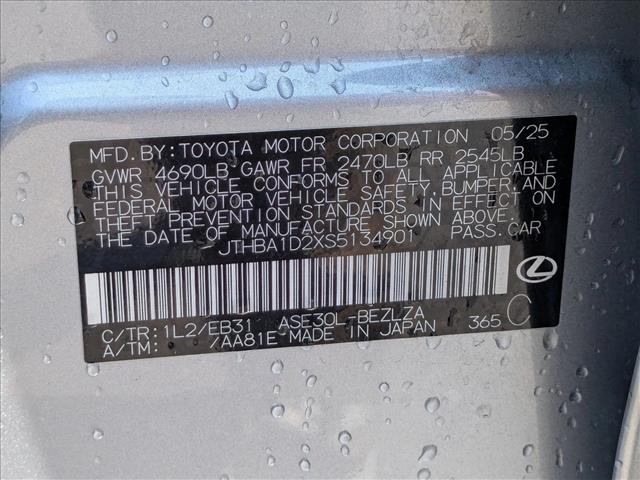 MFD.BY:TOYOTA MOTOR CORPORATION 05/25
GVWR 4690LB GAWR FR 2470LB RR 2545LB
THIS VEHICLE CONFORMS TO ALL APPLICABLE
FEDERAL MOTOR VEHICLE SAFETY,BUMPER,AND
THEFT PREVENTION STANDARDS IN EFFECT ON
THE DATE OF MANUFACTURE SHOWN ABOVE.
JTHBA1D2XS5134901 PASS.CAR
C/TR:1L2/EB31 ASE30L-BEZLZA
A/TM: /AA81E MADE IN JAPAN 365 C